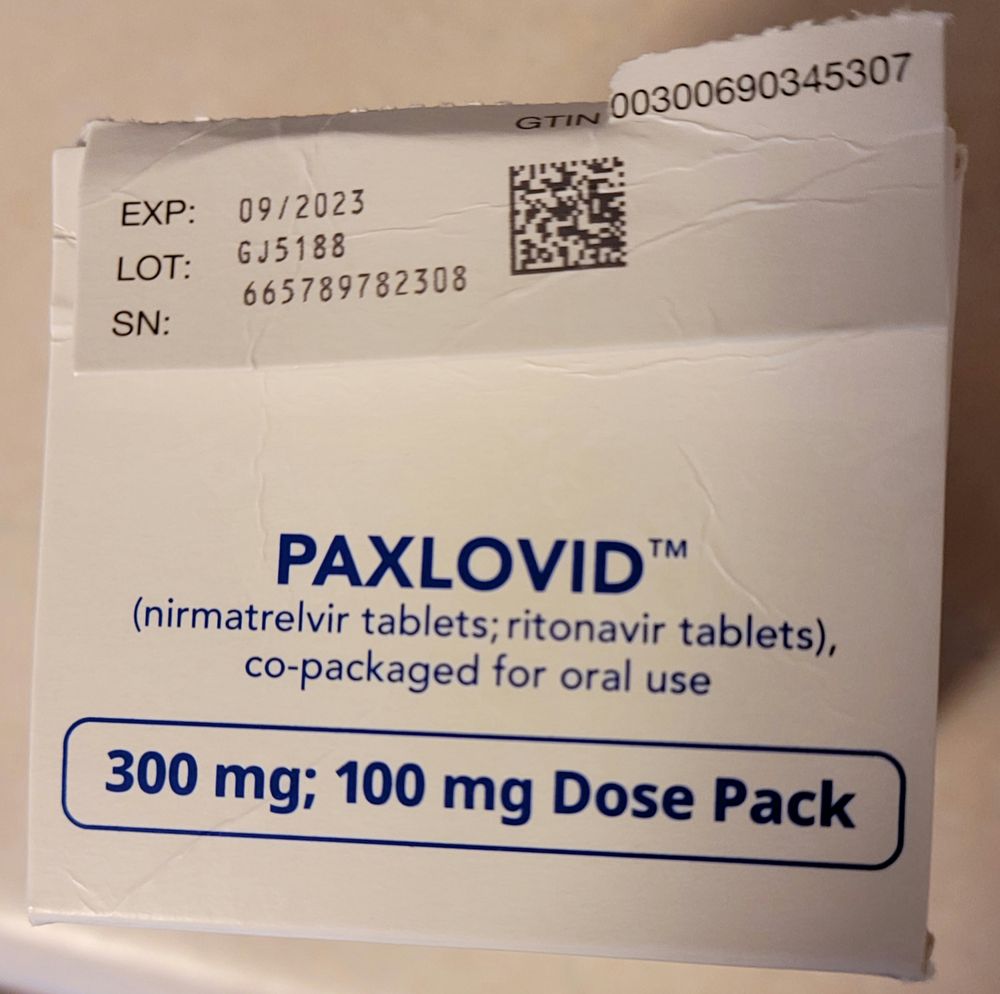 GTIN 00300690345307
EXP: 09/2023
LOT: GJ5188
SN: 665789782308
PAXLOVID™
(nirmatrelvir tablets; ritonavir tablets),
co-packaged for oral use
300 mg; 100 mg Dose Pack